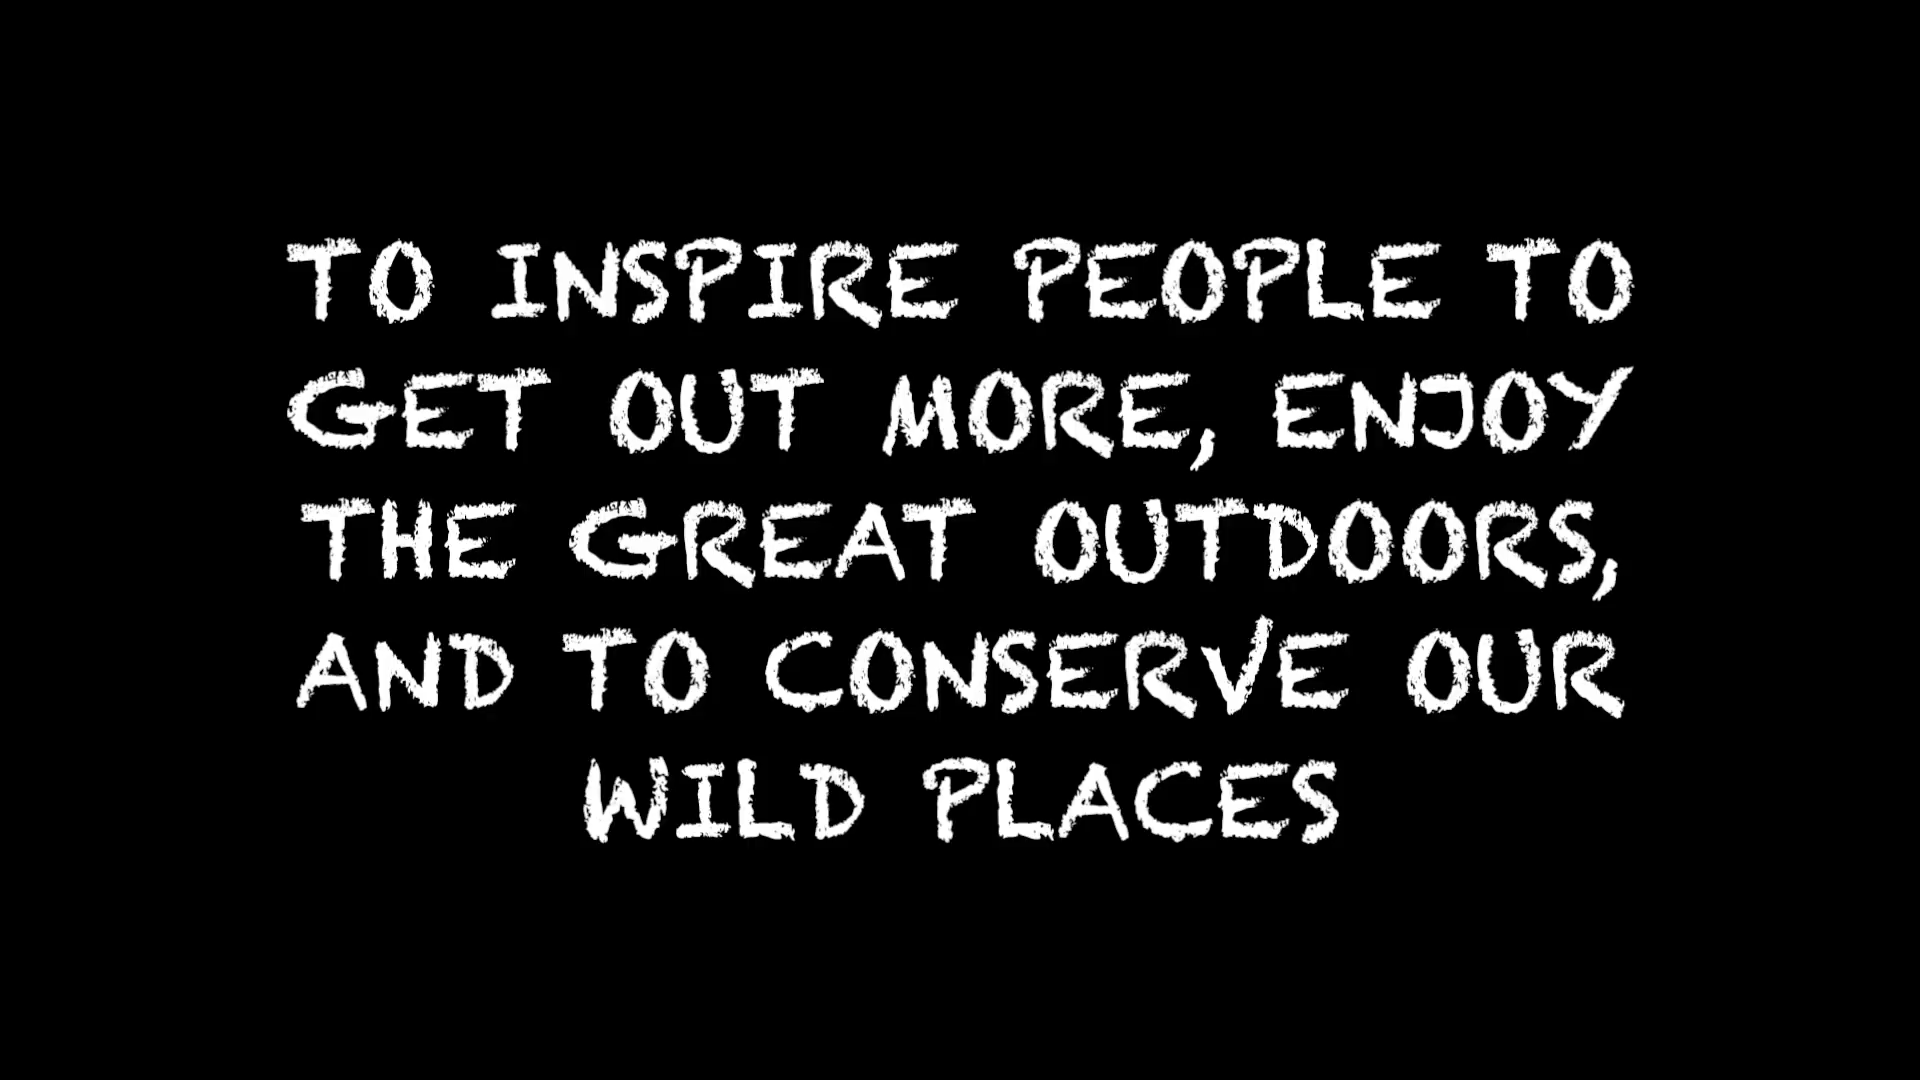 TO INSPIRE PEOPLE TO
GET OUT MORE, ENJOY
THE GREAT OUTDOORS,
AND TO CONSERVE OUR
WILD PLACES